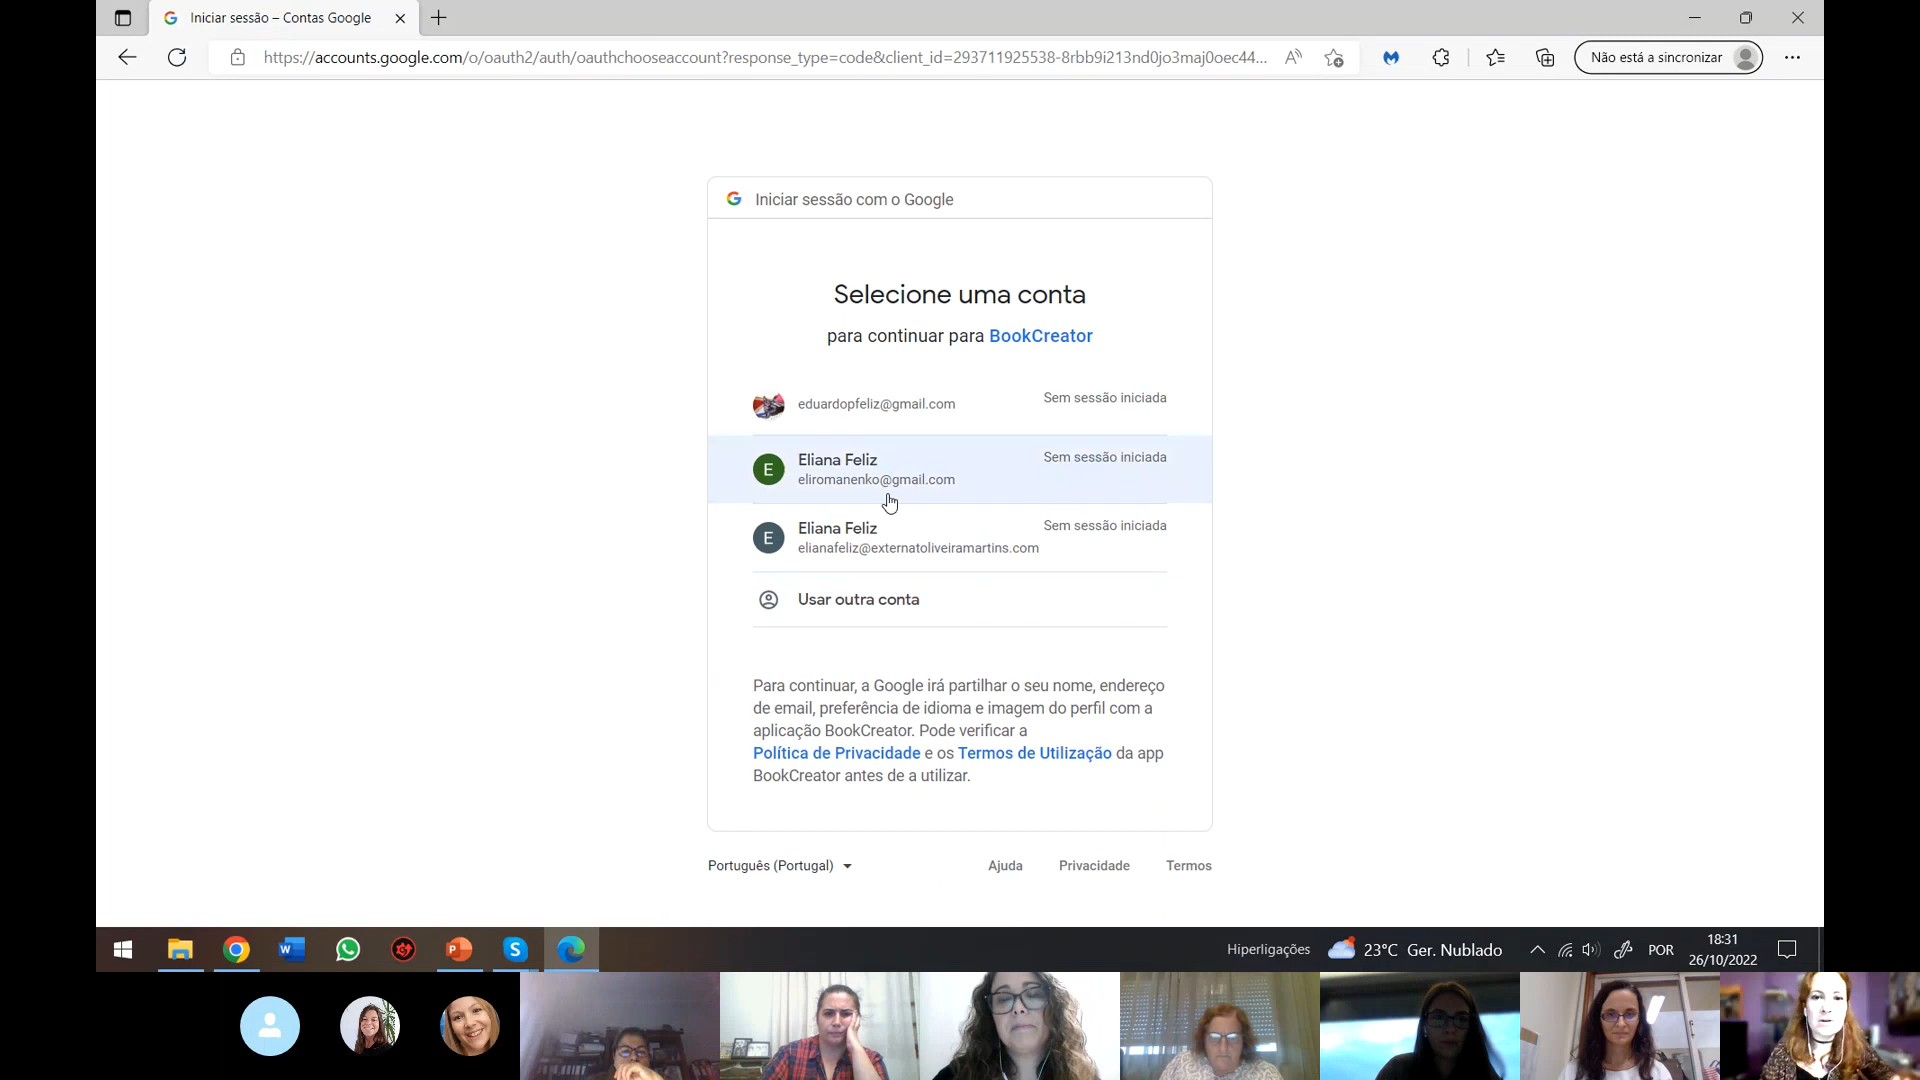 Iniciar sessão – Contas Google
https://accounts.google.com/o/oauth2/auth/oauthchooseaccount?response_type=code&client_id=293711925538-8rbb9i213nd0jo3maj0oec44...
Não está a sincronizar
Iniciar sessão com o Google
Selecione uma conta
para continuar para BookCreator
eduardopfeliz@gmail.com
Sem sessão iniciada
Eliana Feliz
Sem sessão iniciada
eliromanenko@gmail.com
Eliana Feliz
Sem sessão iniciada
elianafeliz@externatoliveiramartins.com
Usar outra conta
Para continuar, a Google irá partilhar o seu nome, endereço
de email, preferência de idioma e imagem do perfil com a
aplicação BookCreator. Pode verificar a
Política de Privacidade e os Termos de Utilização da app
BookCreator antes de a utilizar.
Português (Portugal)
Ajuda
Privacidade
Termos
Hiperligações
23°C Ger. Nublado
POR
18:31
26/10/2022